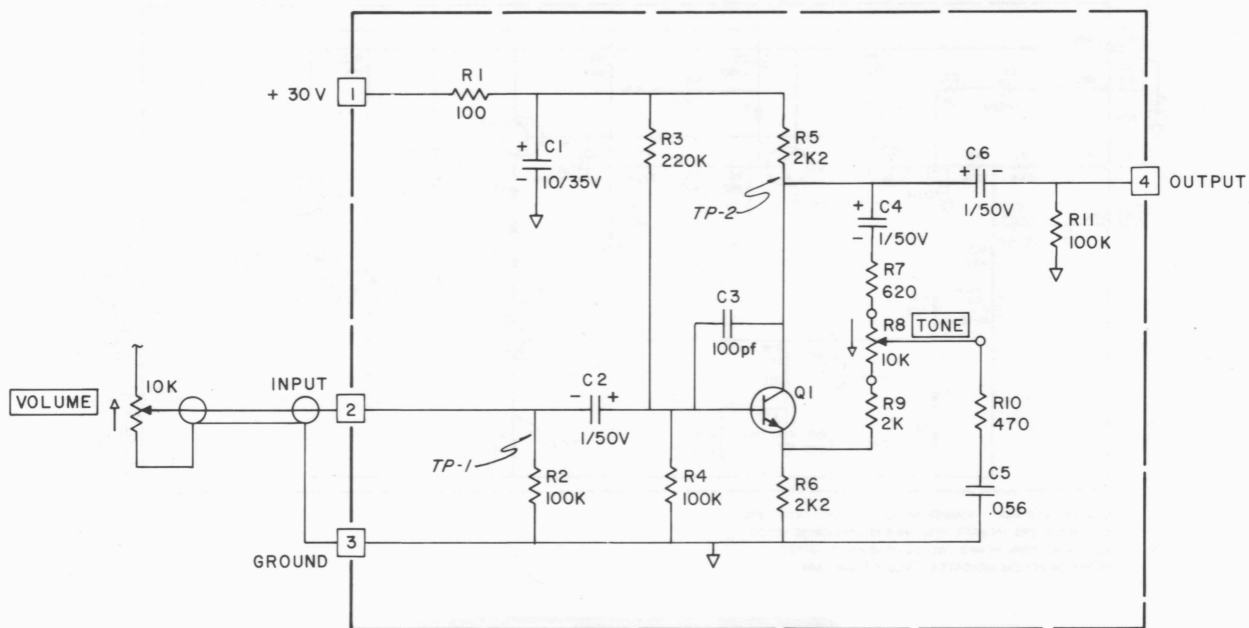 + 30 V
1
R1
100
+
C1
-
10/35V
R3
220K
R5
2K2
TP-2
+
C4
-
1/50V
+ C6 -
1/50V
4 OUTPUT
R11
100K
R7
620
R8
10K
TONE
C3
100pf
Q1
R9
2K
R10
470
C5
.056
VOLUME
10K
INPUT
2
- C2 +
1/50V
TP-1
R2
100K
R4
100K
R6
2K2
3
GROUND